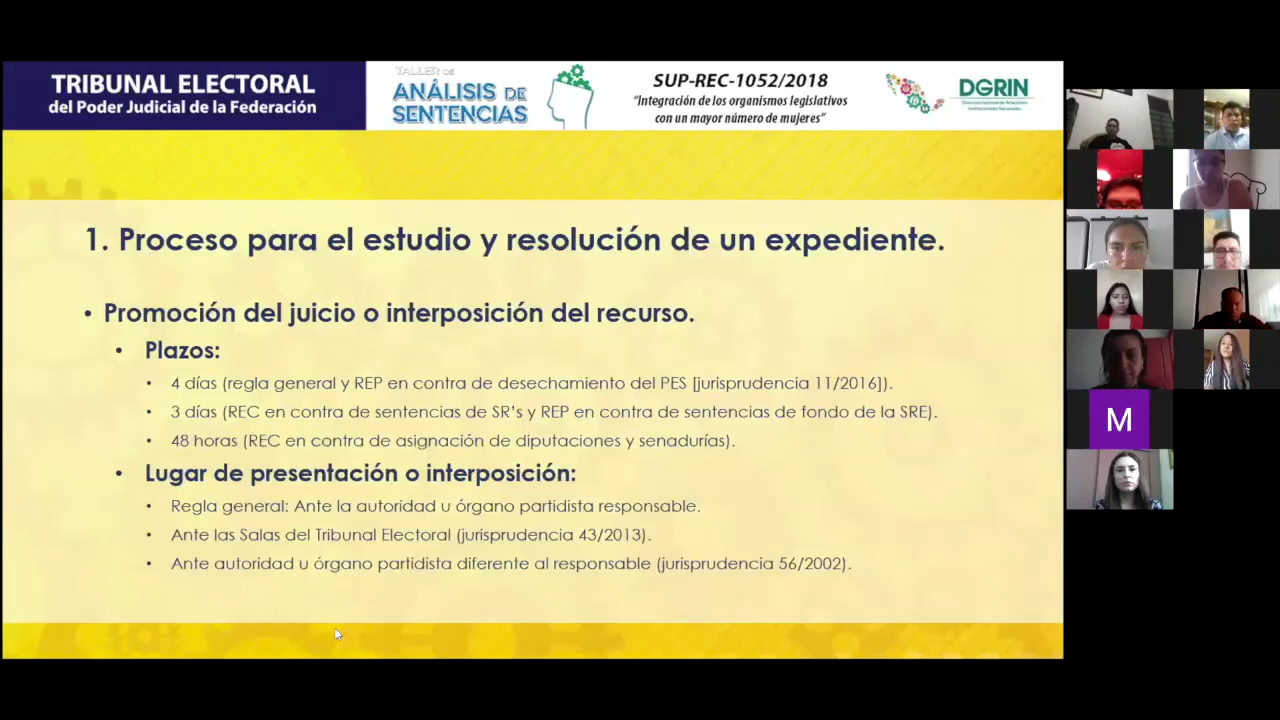 TRIBUNAL ELECTORAL
del Poder Judicial de la Federación
TALLER DE
ANÁLISIS DE
SENTENCIAS
SUP-REC-1052/2018
"Integración de los organismos legislativos
con un mayor número de mujeres"
DGRIN
1. Proceso para el estudio y resolución de un expediente.
• Promoción del juicio o interposición del recurso.
• Plazos:
• 4 días (regla general y REP en contra de desechamiento del PES [jurisprudencia 11/2016]).
• 3 días (REC en contra de sentencias de SR's y REP en contra de sentencias de fondo de la SRE).
• 48 horas (REC en contra de asignación de diputaciones y senadurías).
• Lugar de presentación o interposición:
• Regla general: Ante la autoridad u órgano partidista responsable.
• Ante las Salas del Tribunal Electoral (jurisprudencia 43/2013).
• Ante autoridad u órgano partidista diferente al responsable (jurisprudencia 56/2002).
M